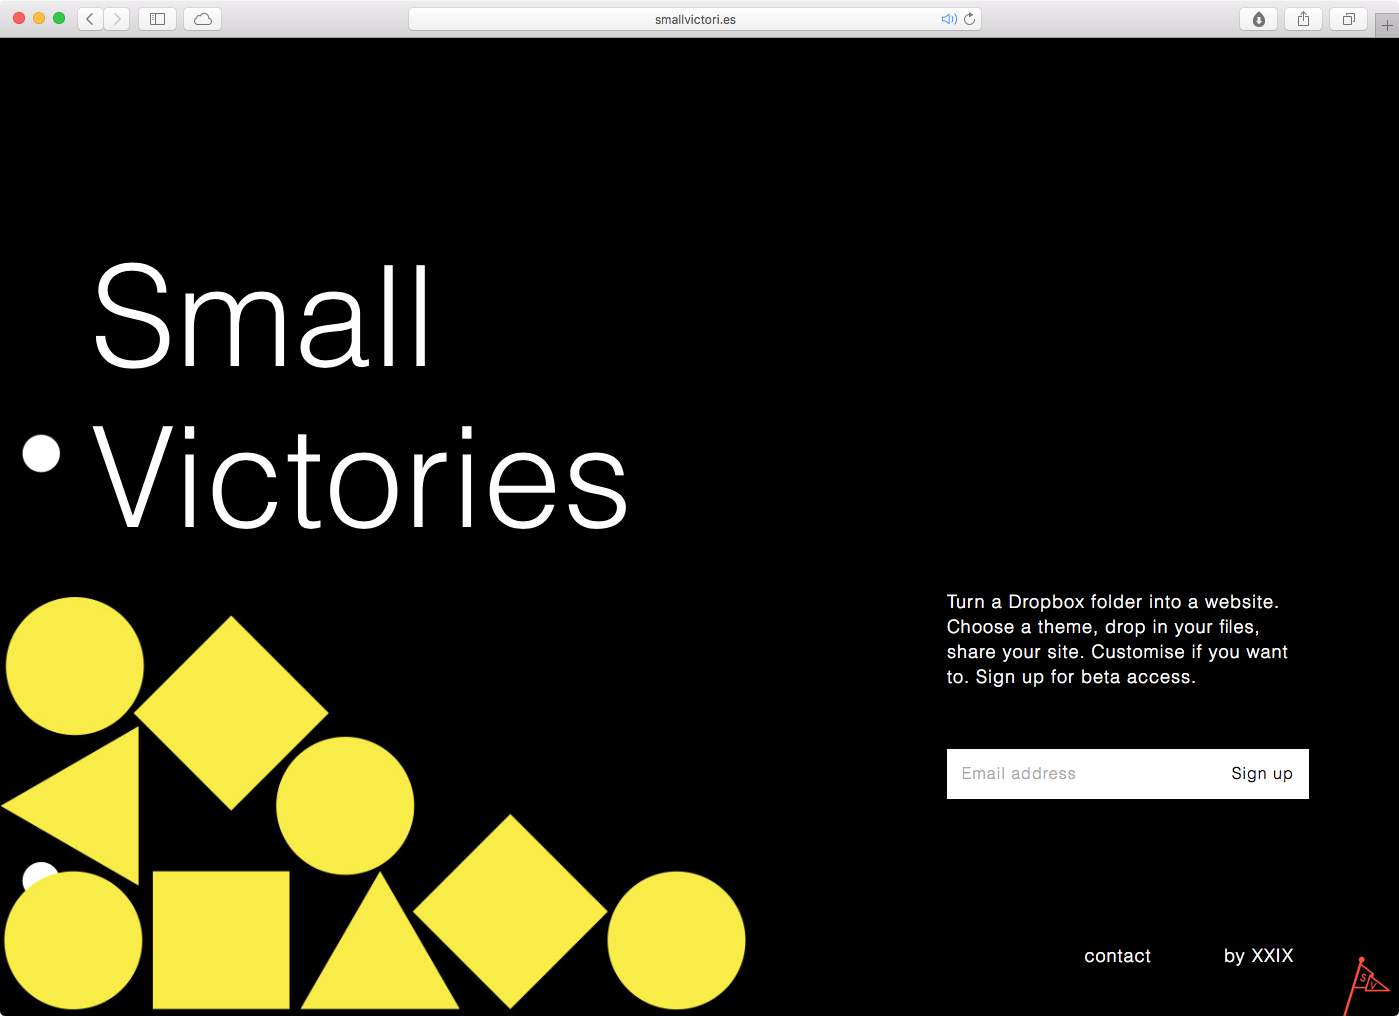 smallvictori.es
Small
Victories
Turn a Dropbox folder into a website.
Choose a theme, drop in your files,
share your site. Customise if you want
to. Sign up for beta access.
Email address
Sign up
contact
by XXIX
S
V